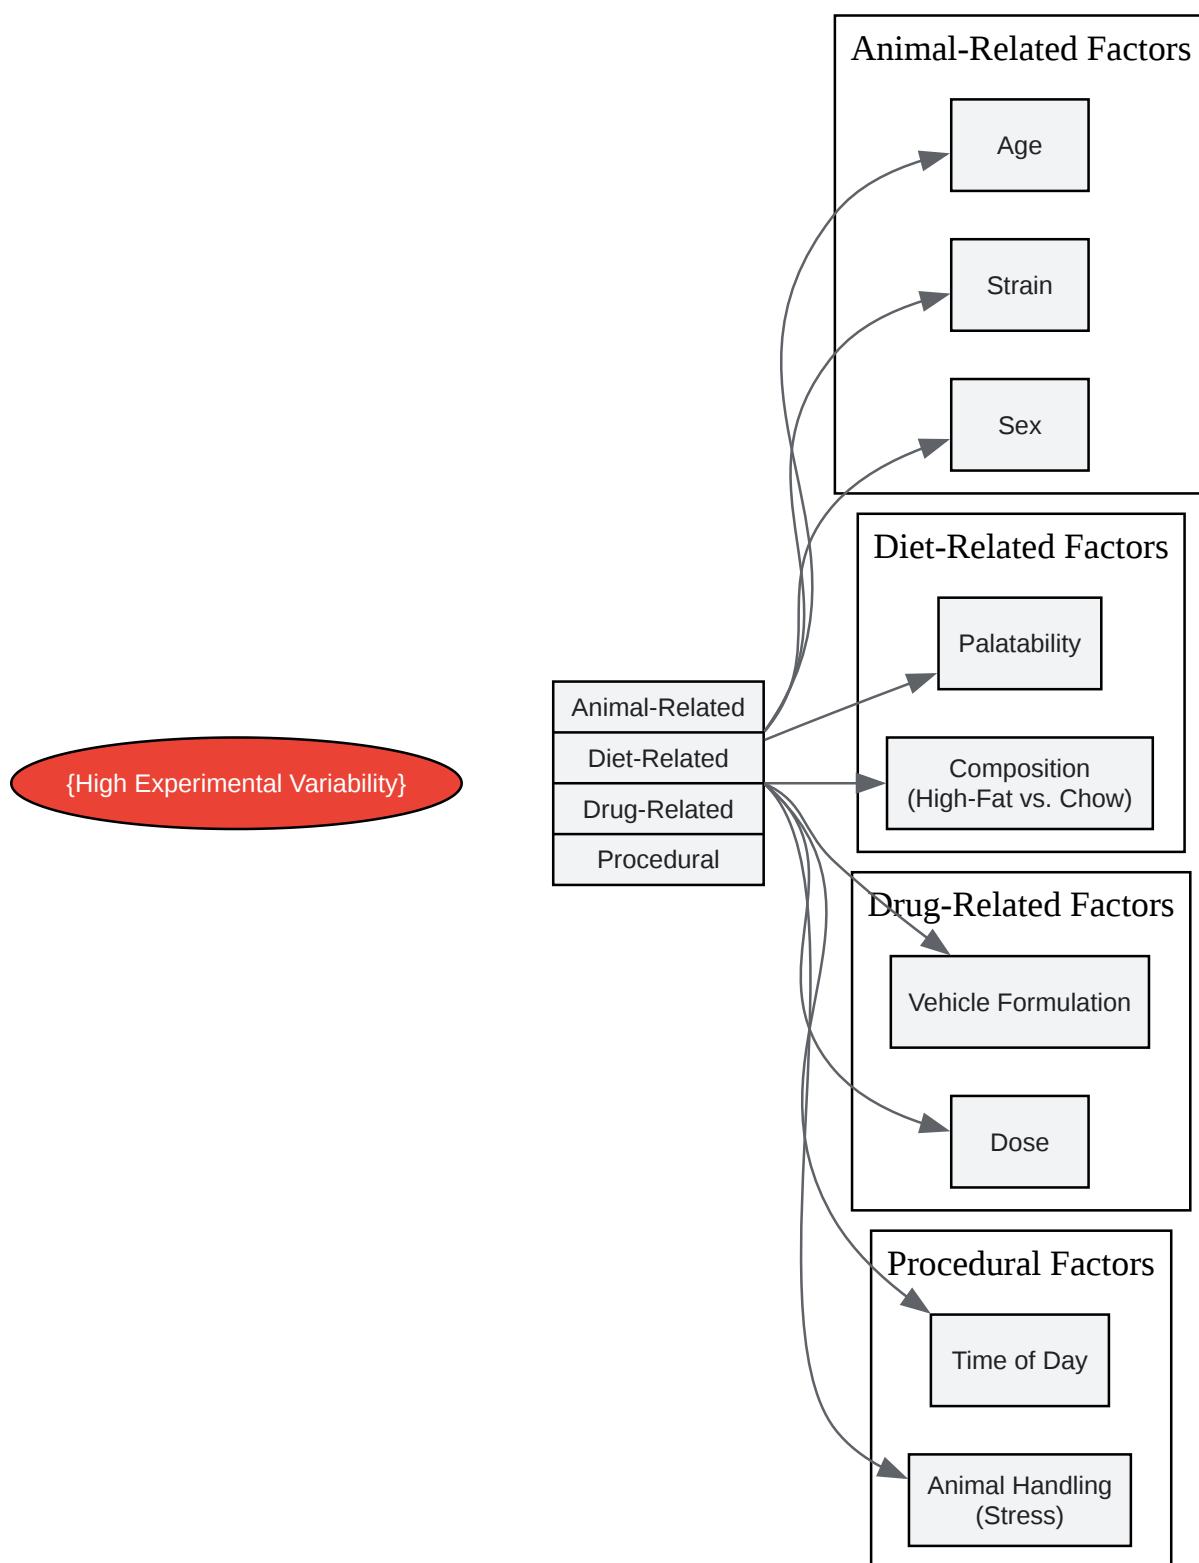 {High Experimental Variability}
Animal-Related
Diet-Related
Drug-Related
Procedural
Animal-Related Factors
Age
Strain
Sex
Diet-Related Factors
Palatability
Composition
(High-Fat vs. Chow)
Drug-Related Factors
Vehicle Formulation
Dose
Procedural Factors
Time of Day
Animal Handling
(Stress)